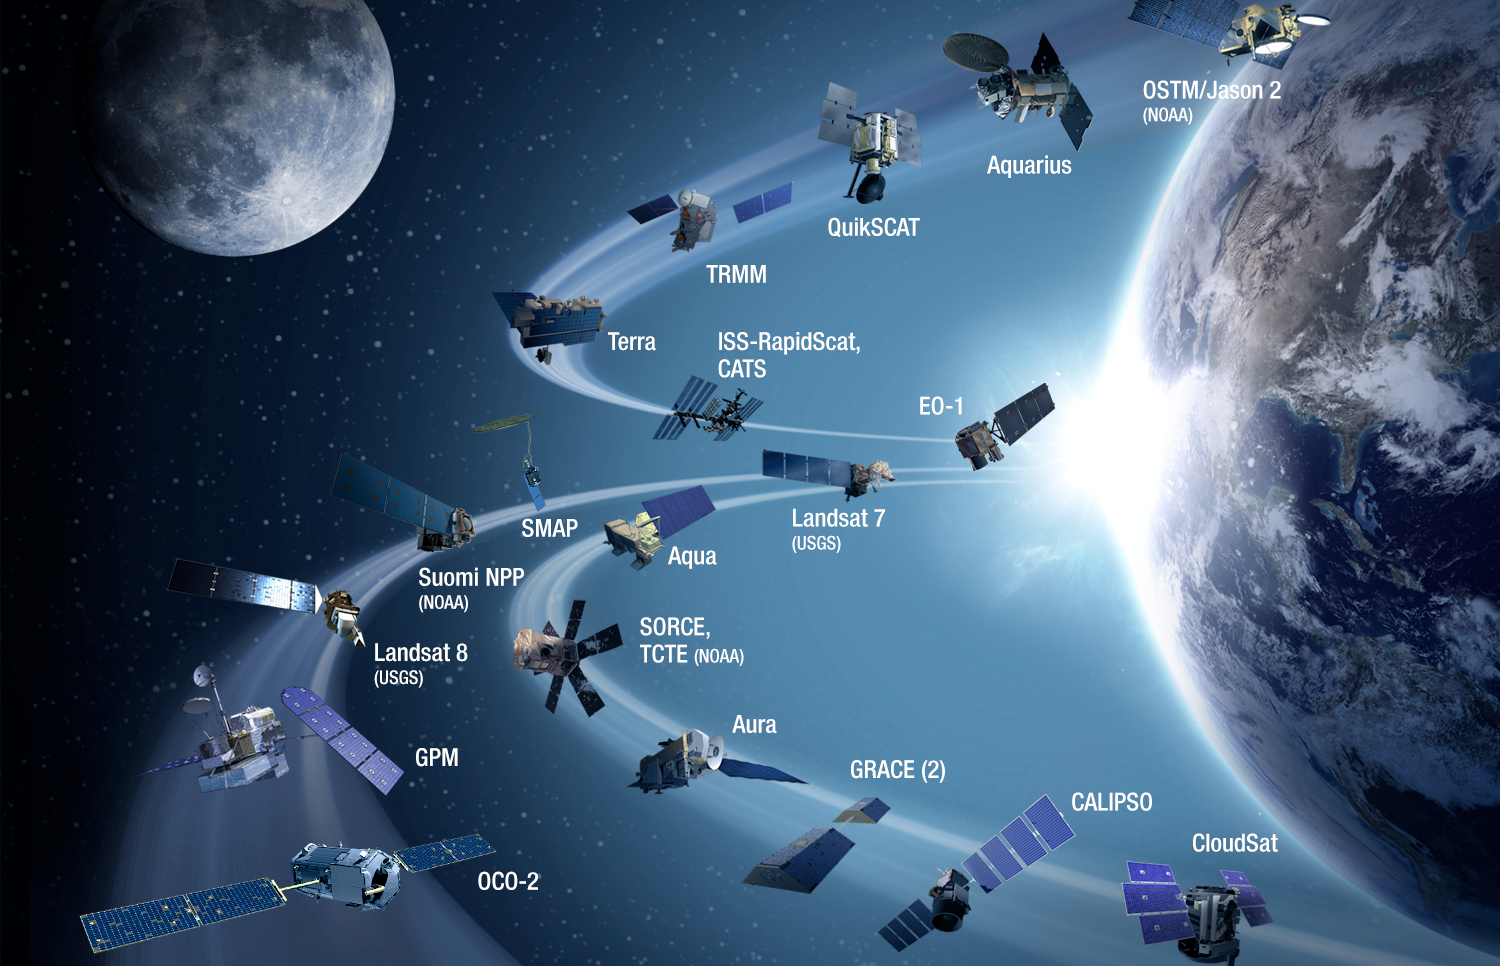 OSTM/Jason 2
(NOAA)
Aquarius
QuikSCAT
TRMM
Terra
ISS-RapidScat,
CATS
EO-1
Landsat 7
(USGS)
SMAP
Aqua
Suomi NPP
(NOAA)
Landsat 8
(USGS)
SORCE,
TCTE (NOAA)
GPM
Aura
GRACE (2)
CALIPSO
CloudSat
OCO-2